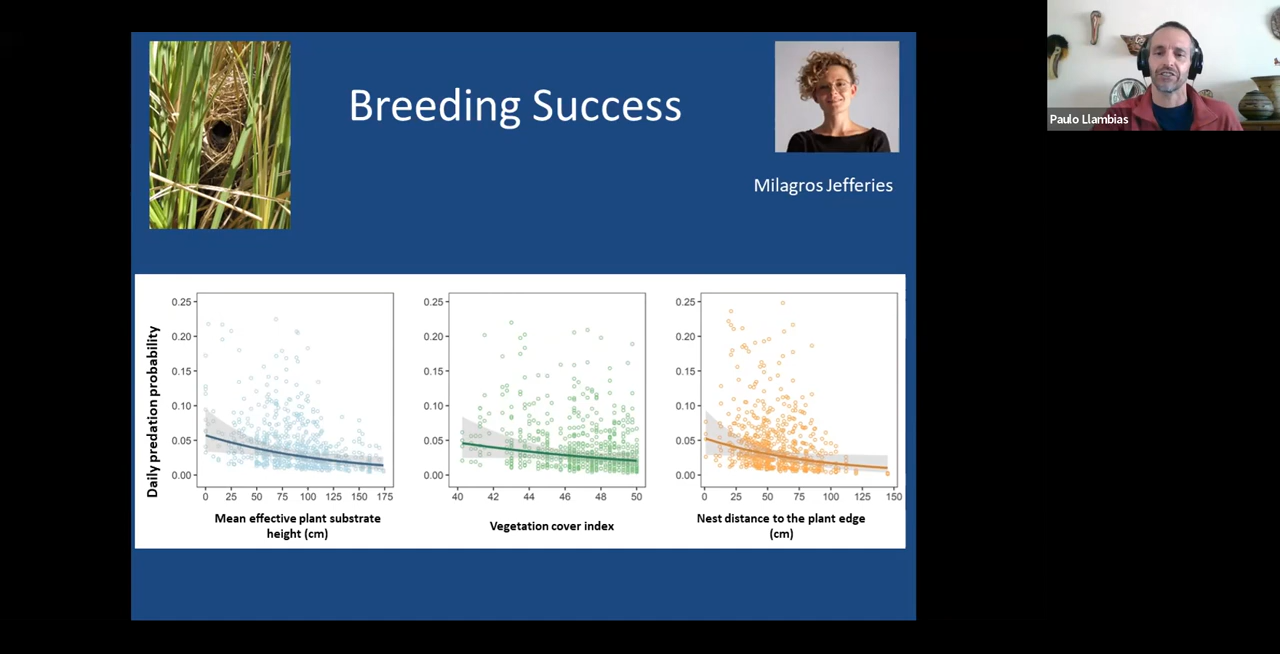 Breeding Success
Milagros Jefferies
Paulo Llambias
Daily predation probability
0.25
0.20
0.15
0.10
0.05
0.00
0 25 50 75 100 125 150 175
Mean effective plant substrate
height (cm)
0.25
0.20
0.15
0.10
0.05
0.00
40 42 44 46 48 50
Vegetation cover index
0.25
0.20
0.15
0.10
0.05
0.00
0 25 50 75 100 125 150
Nest distance to the plant edge
(cm)